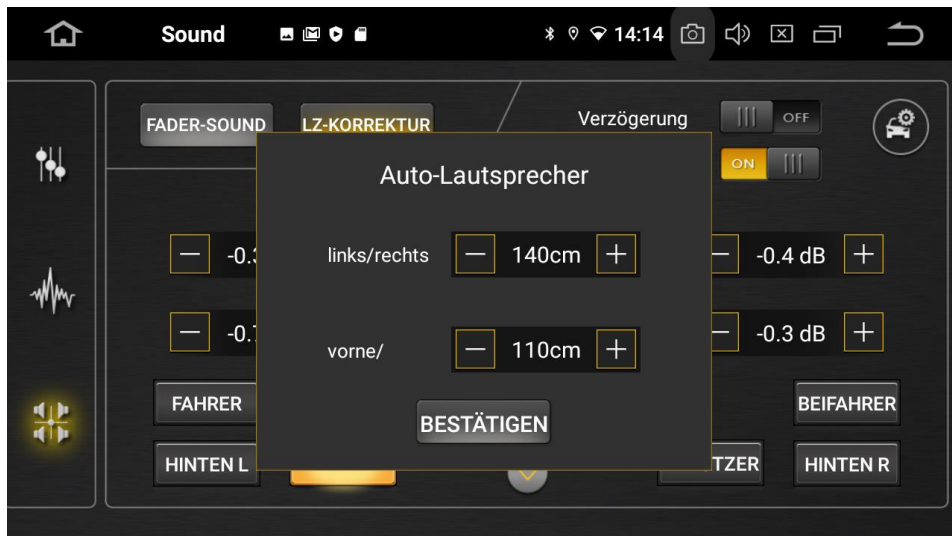 Sound
14:14
FADER-SOUND
LZ-KORREKTUR
Verzögerung
OFF
ON
Auto-Lautsprecher
links/rechts
140cm
vorne/
110cm
BESTÄTIGEN
-0.4 dB
-0.3 dB
FAHRER
BEIFAHRER
HINTEN L
HINTEN R